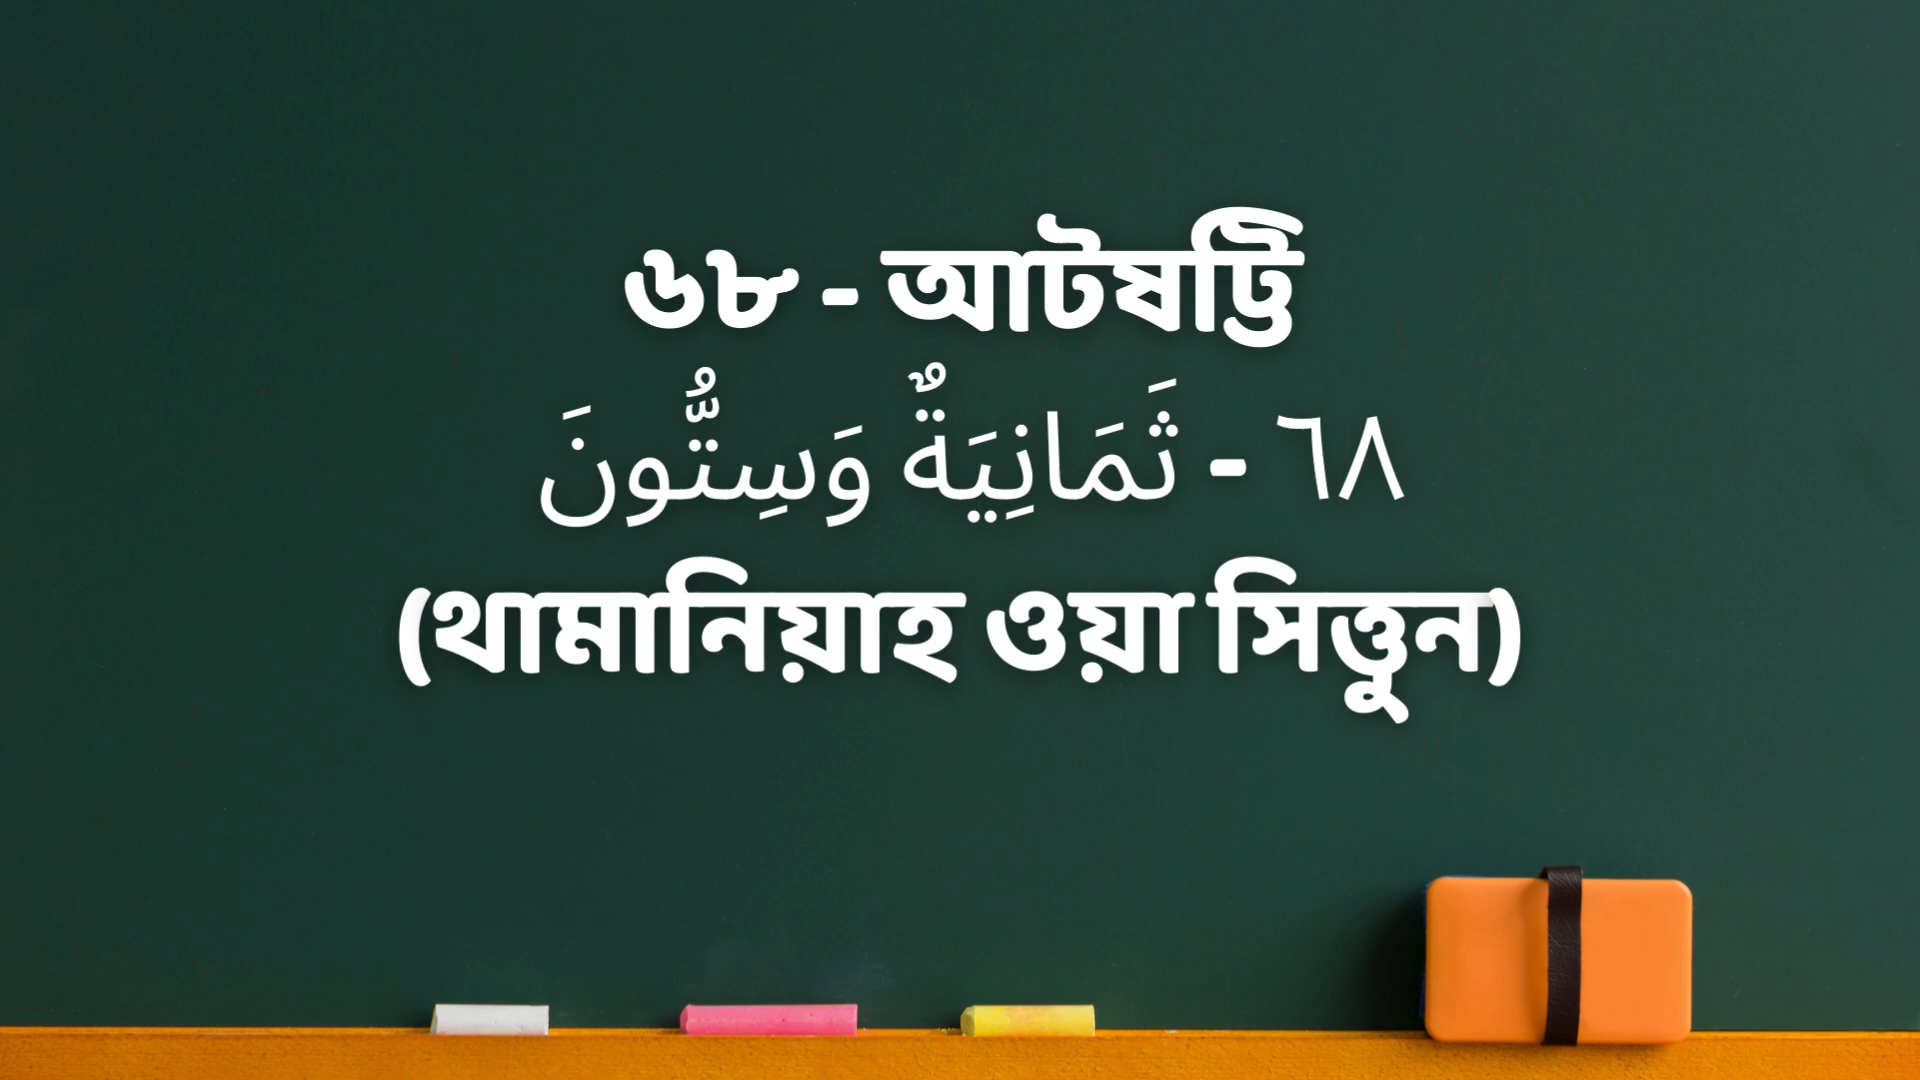 ৬৮ - আটষট্টি
٦٨ - ثَمَانِيَةٌ وَسِتُّونَ
(থামানিয়াহ ওয়া সিত্তুন)